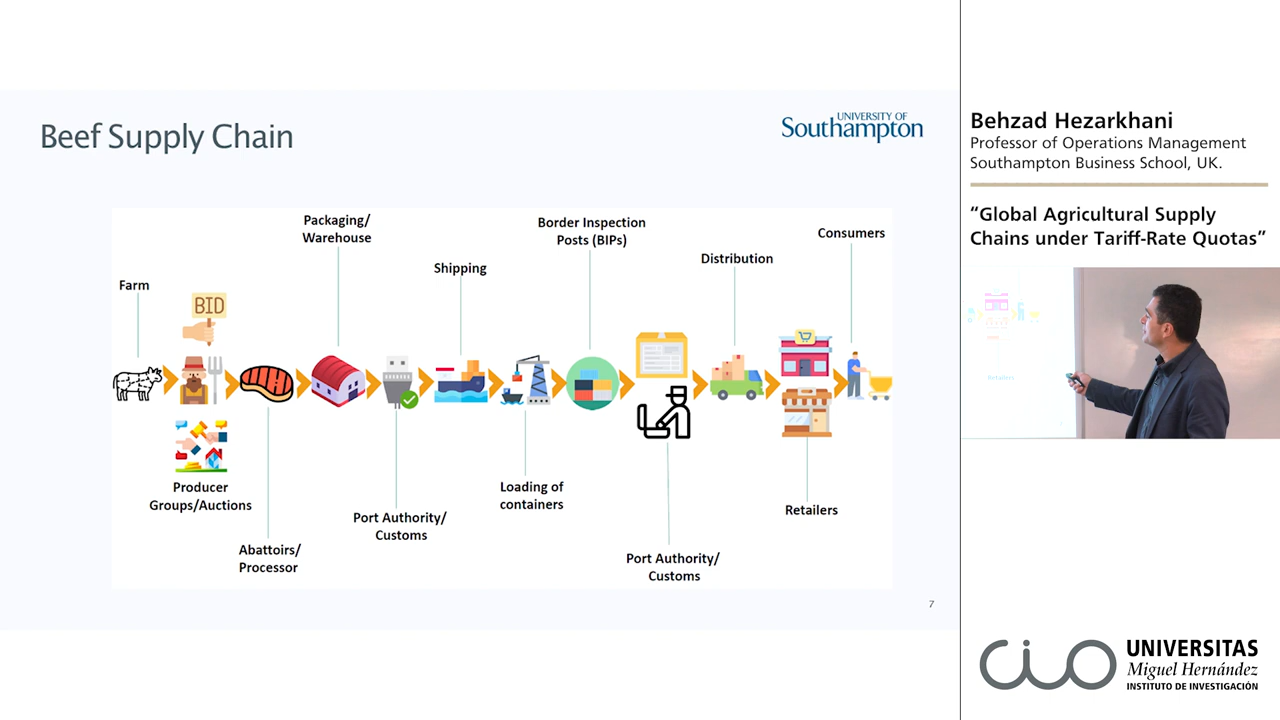 Beef Supply Chain
UNIVERSITY OF
Southampton
Farm
BID
Producer
Groups/Auctions
Abattoirs/
Processor
Packaging/
Warehouse
Port Authority/
Customs
Shipping
Loading of
containers
Border Inspection
Posts (BIPs)
Port Authority/
Customs
Distribution
Retailers
Consumers
7
Behzad Hezarkhani
Professor of Operations Management
Southampton Business School, UK.
“Global Agricultural Supply
Chains under Tariff-Rate Quotas”
Retailers
cio
UNIVERSITAS
Miguel Hernández
INSTITUTO DE INVESTIGACIÓN